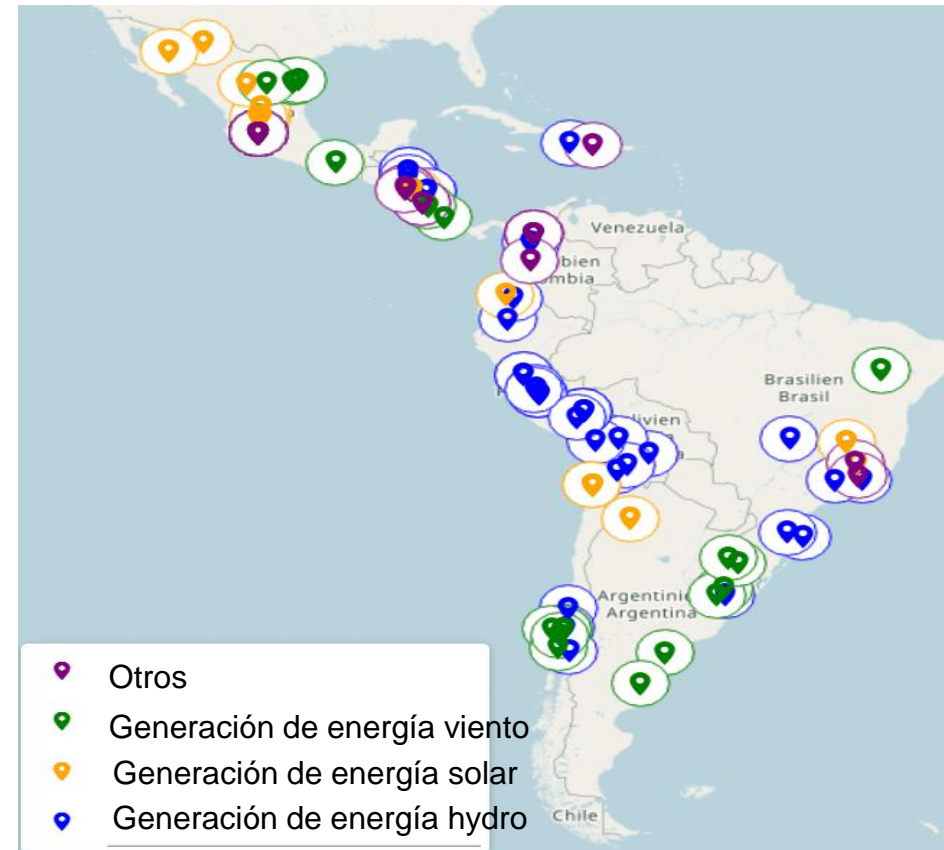 Venezuela
bien
mbia
Brasilien
Brasil
livien
Argentini
Argentina
Chile
Otros
Generación de energía viento
Generación de energía solar
Generación de energía hydro